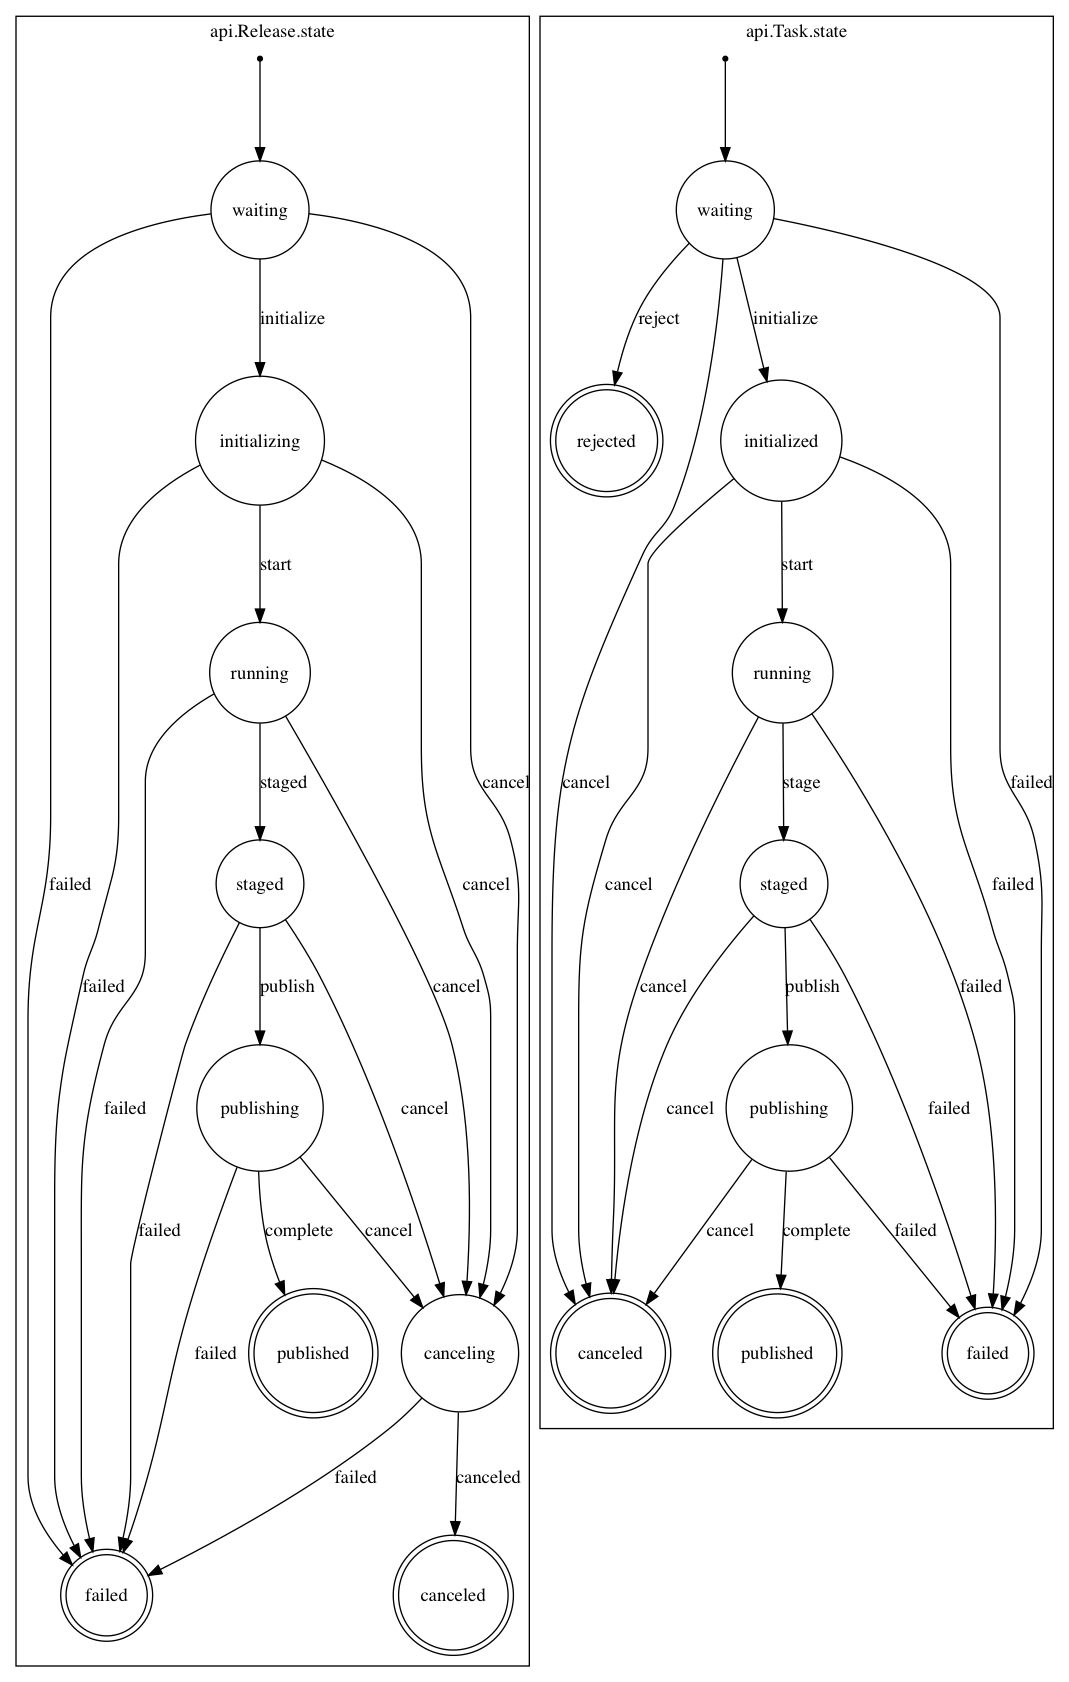 api.Release.state
waiting
initialize
initializing
start
running
staged
cancel
staged
failed
cancel
failed
publish
cancel
failed
publishing
cancel
failed
complete
cancel
failed
published
canceling
failed
canceled
failed
canceled
api.Task.state
waiting
reject
initialize
rejected
initialized
start
running
cancel
stage
failed
cancel
staged
failed
cancel
publish
failed
cancel
publishing
failed
cancel
complete
failed
canceled
published
failed